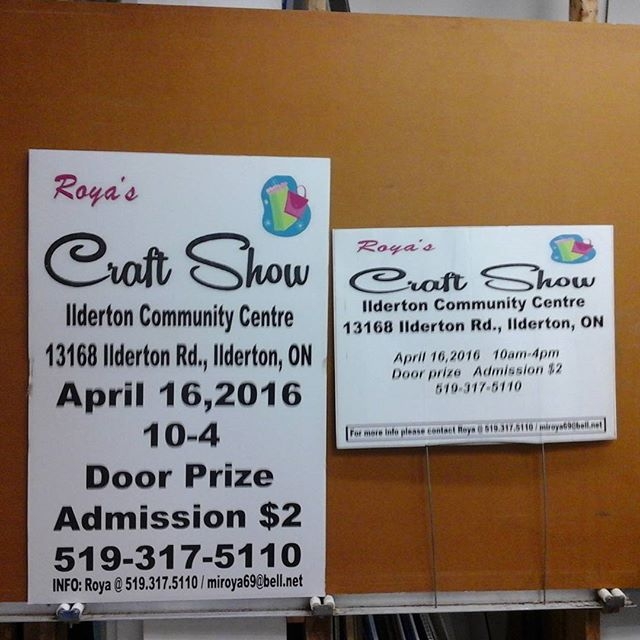 Roya's
Craft Show
Ilderton Community Centre
13168 Ilderton Rd., Ilderton, ON
April 16,2016
10-4
Door Prize
Admission $2
519-317-5110
INFO: Roya @ 519.317.5110 / miroya69@bell.net
Roya's
Craft Show
Ilderton Community Centre
13168 Ilderton Rd., Ilderton, ON
April 16,2016 10am-4pm
Door prize Admission $2
519-317-5110
For more info please contact Roya @ 519.317.5110 / miroya69@bell.net